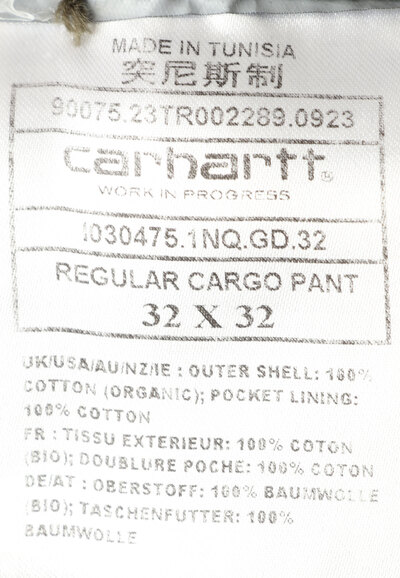 MADE IN TUNISIA
突尼斯制
90075.23TR002289.0923
carhartt®
WORK IN PROGRESS
I030475.1NQ.GD.32
REGULAR CARGO PANT
32 X 32
UK/USA/AU/NZ/IE : OUTER SHELL: 100%
COTTON (ORGANIC); POCKET LINING:
100% COTTON
FR : TISSU EXTERIEUR: 100% COTON
(BIO); DOUBLURE POCHE: 100% COTON
DE/AT : OBERSTOFF: 100% BAUMWOLLE
(BIO); TASCHENFUTTER: 100%
BAUMWOLLE